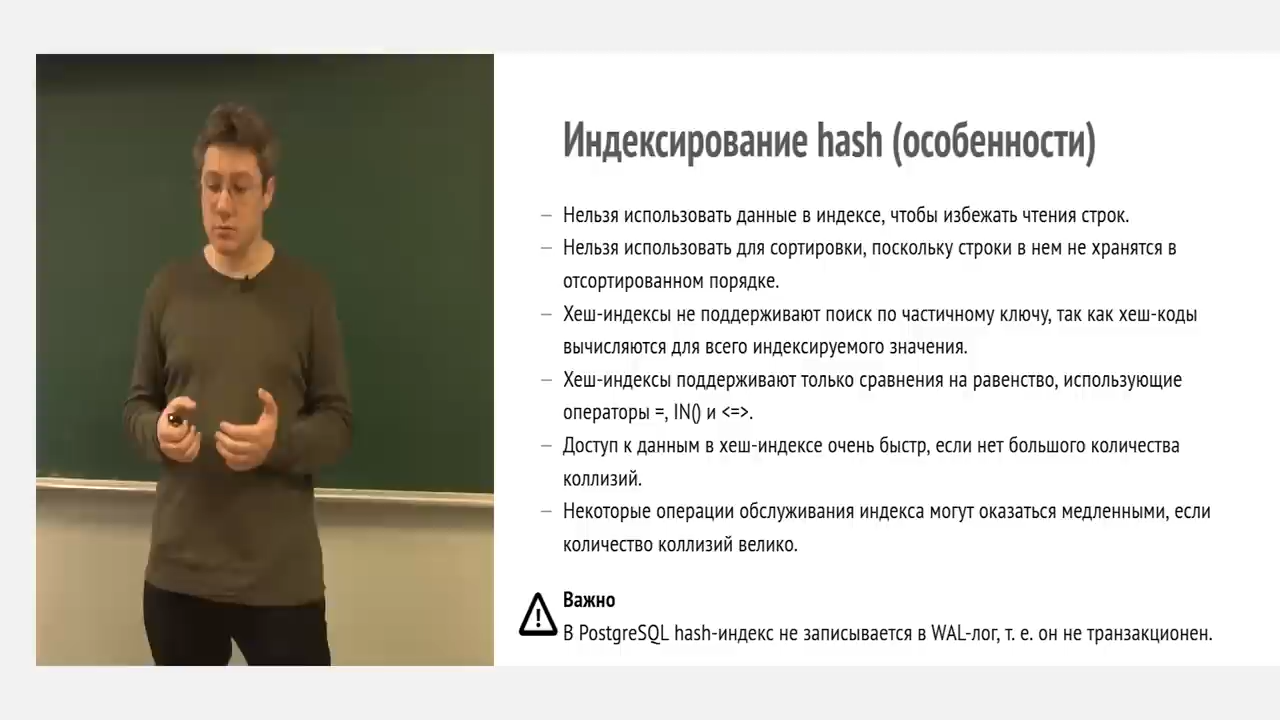 Индексирование hash (особенности)
– Нельзя использовать данные в индексе, чтобы избежать чтения строк.
– Нельзя использовать для сортировки, поскольку строки в нем не хранятся в
отсортированном порядке.
– Хеш-индексы не поддерживают поиск по частичному ключу, так как хеш-коды
вычисляются для всего индексируемого значения.
– Хеш-индексы поддерживают только сравнения на равенство, использующие
операторы =, IN() и <=>.
– Доступ к данным в хеш-индексе очень быстр, если нет большого количества
коллизий.
– Некоторые операции обслуживания индекса могут оказаться медленными, если
количество коллизий велико.
Важно
В PostgreSQL hash-индекс не записывается в WAL-лог, т. е. он не транзакционен.